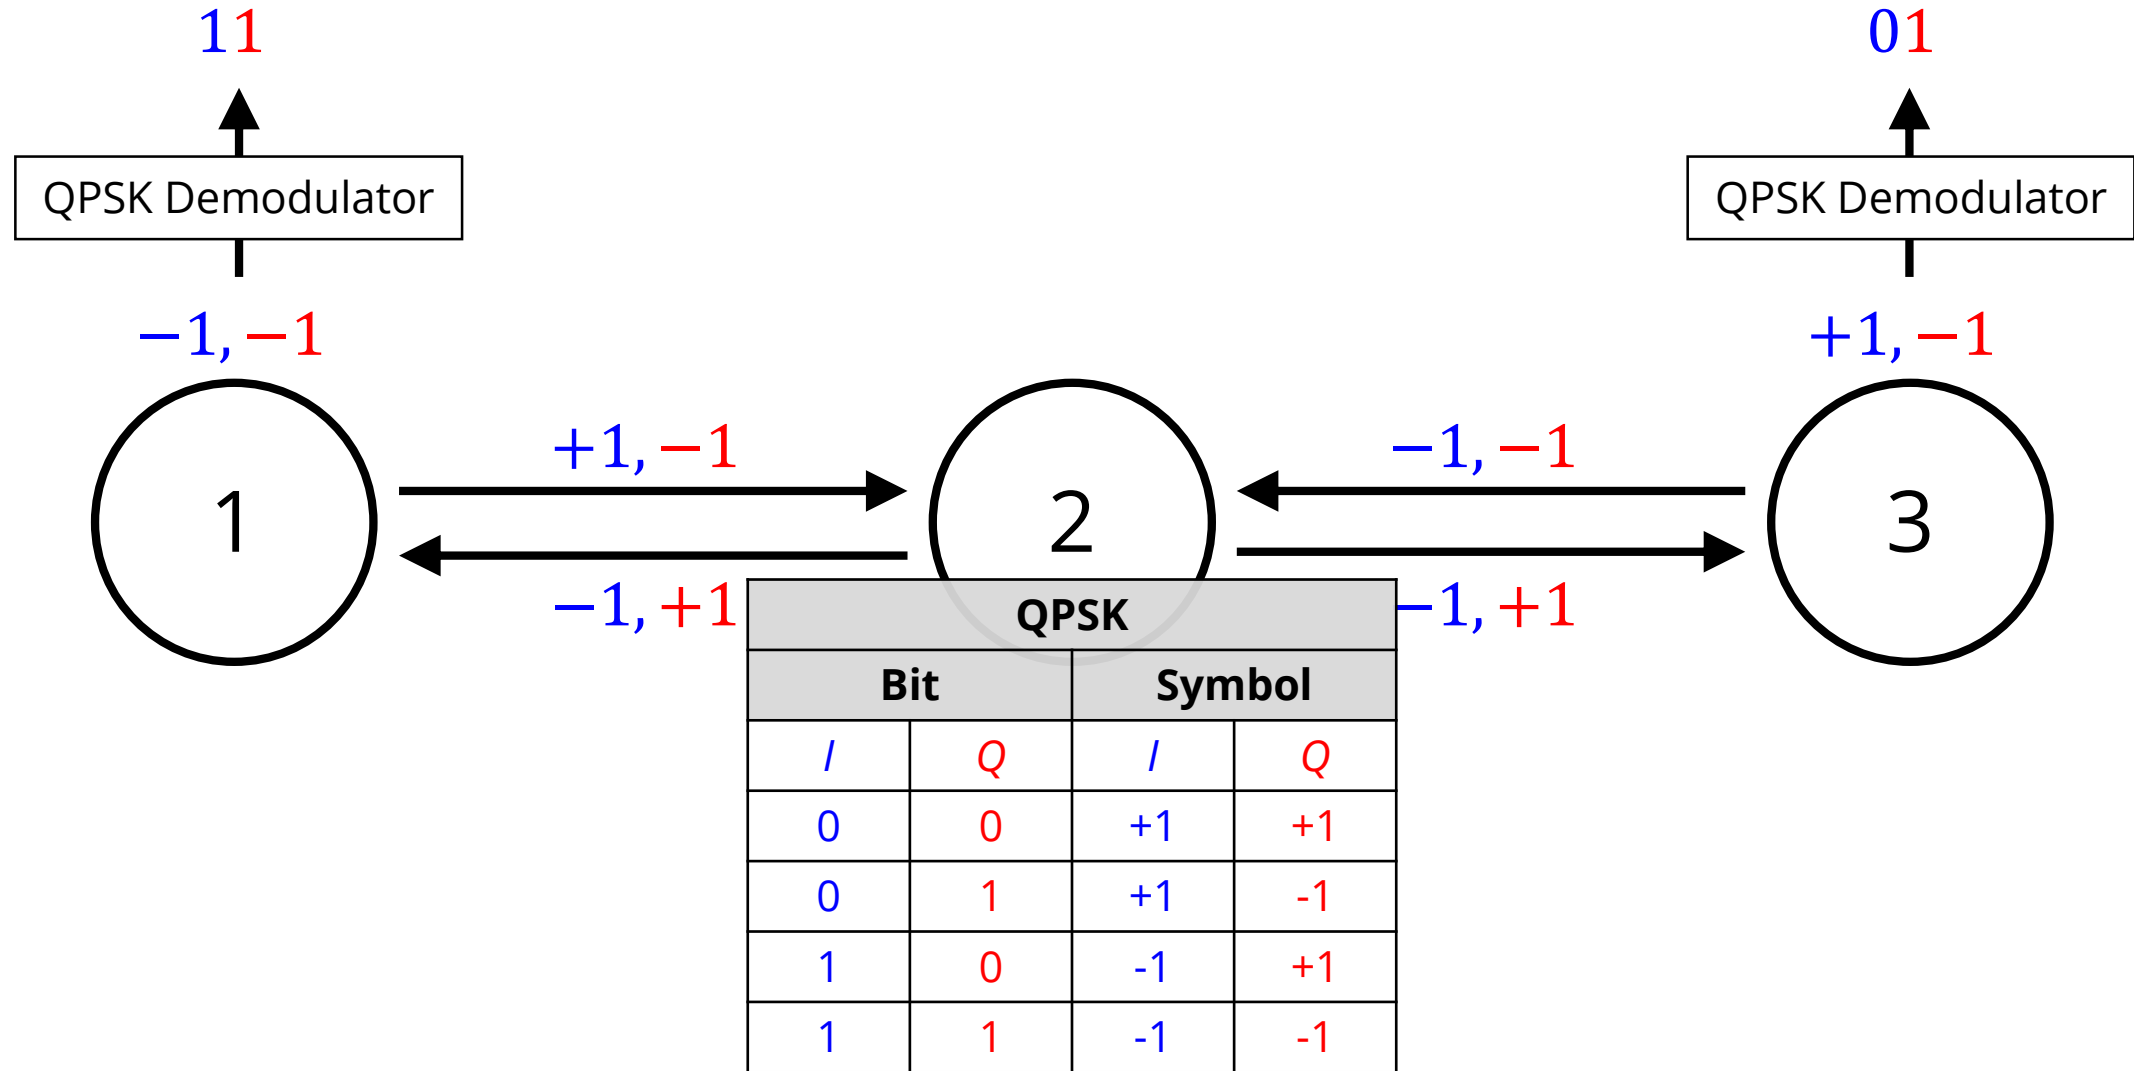 11 01
QPSK Demodulator QPSK Demodulator
−1, −1 +1, −1
+1, −1 −1, −1
1 2 3
−1, +1 −1, +1
QPSK
Bit Symbol
I Q I Q
0 0 +1 +1
0 1 +1 -1
1 0 -1 +1
1 1 -1 -1